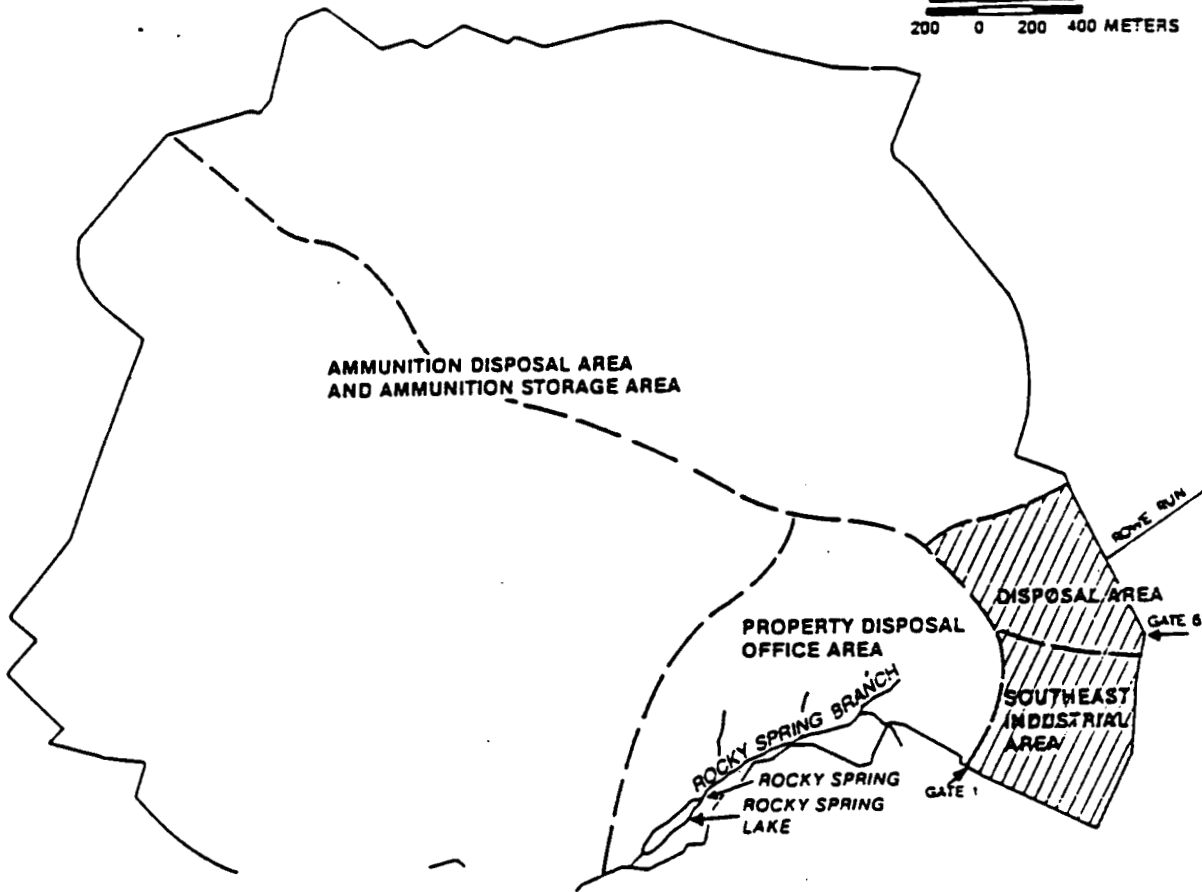 200 0 200 400 METERS
AMMUNITION DISPOSAL AREA
AND AMMUNITION STORAGE AREA
ROWE RUN
DISPOSAL AREA
GATE 6
PROPERTY DISPOSAL
OFFICE AREA
SOUTHEAST
INDUSTRIAL
AREA
ROCKY SPRING BRANCH
ROCKY SPRING
GATE 1
ROCKY SPRING
LAKE